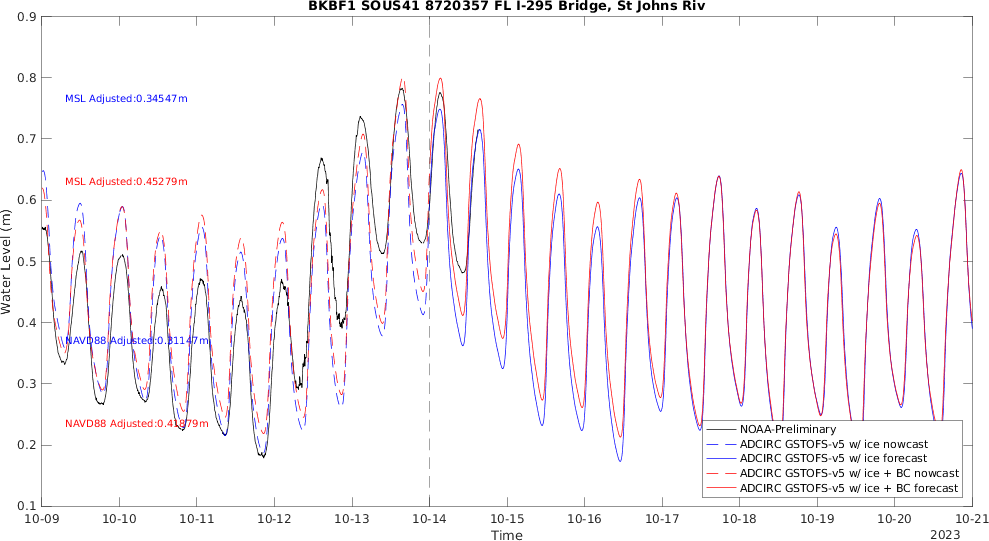 BKBF1 SOUS41 8720357 FL I-295 Bridge, St Johns Riv
0.9
0.8
0.7
0.6
0.5
0.4
0.3
0.2
0.1
Water Level (m)
MSL Adjusted:0.34547m
MSL Adjusted:0.45279m
NAVD88 Adjusted:0.31147m
NAVD88 Adjusted:0.41879m
NOAA-Preliminary
ADCIRC GSTOFS-v5 w/ ice nowcast
ADCIRC GSTOFS-v5 w/ ice forecast
ADCIRC GSTOFS-v5 w/ ice + BC nowcast
ADCIRC GSTOFS-v5 w/ ice + BC forecast
10-09 10-10 10-11 10-12 10-13 10-14 10-15 10-16 10-17 10-18 10-19 10-20 10-21
Time
2023